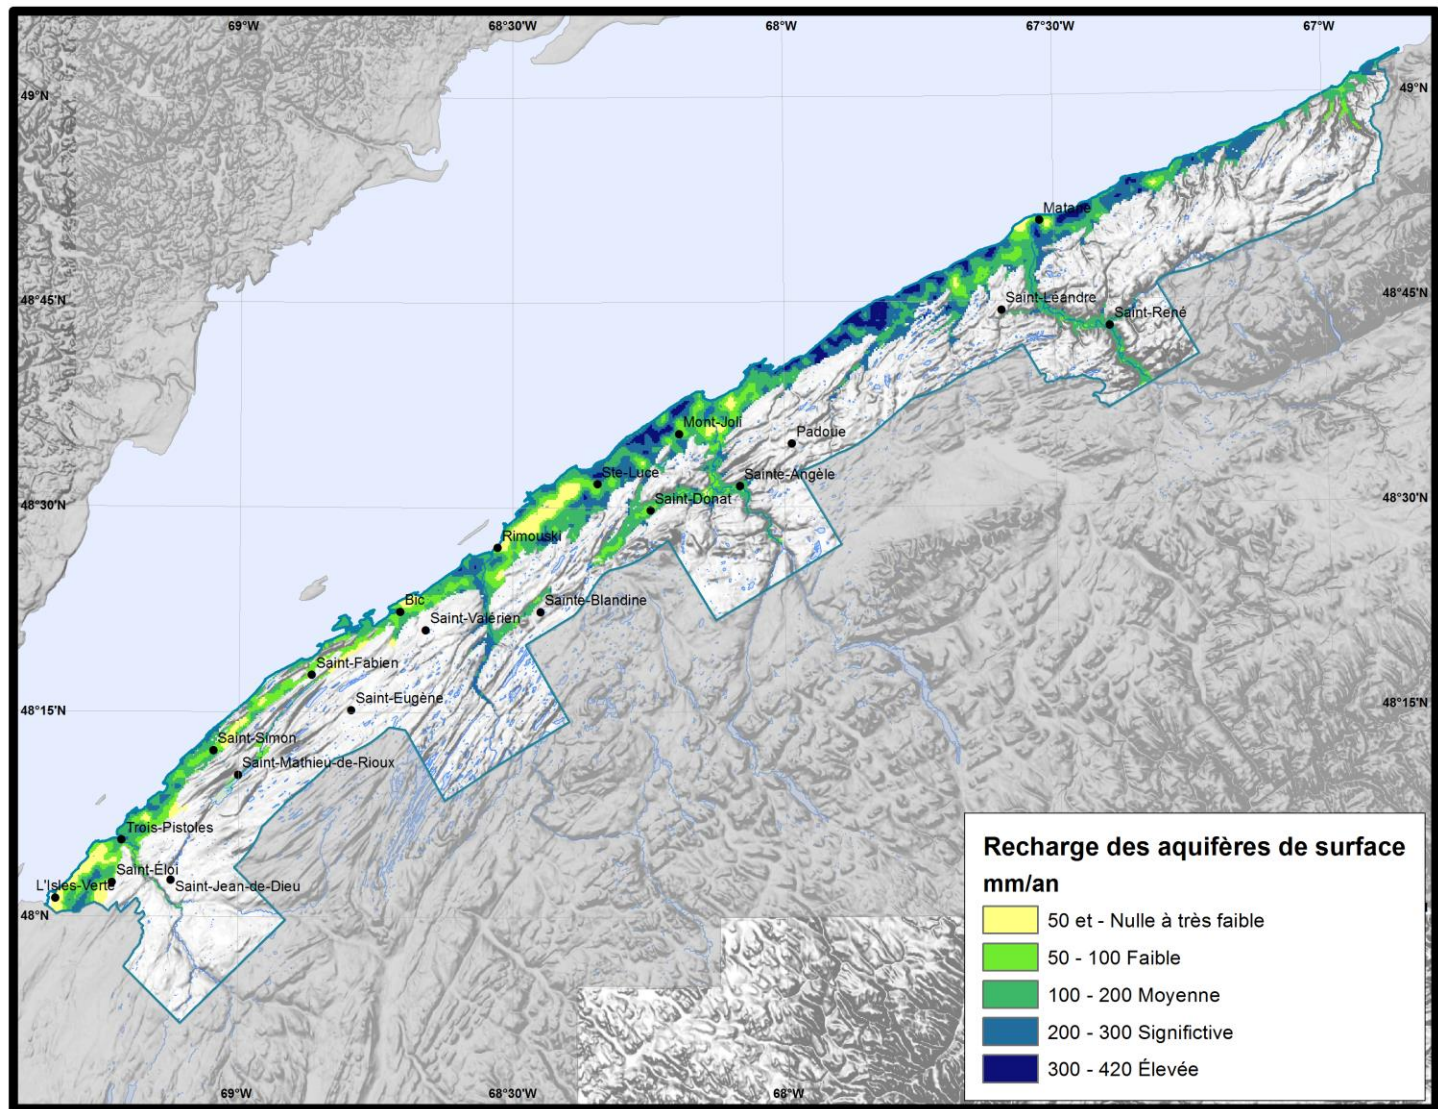 69°W
68°30'W
68°W
67°30'W
67°W
49°N
49°N
Matane
48°45'N
48°45'N
Saint-Léandre
Saint-René
Mont-Joli
Padoue
Ste-Luce
Sainte-Angèle
48°30'N
48°30'N
Saint-Donat
Rimouski
Bic
Sainte-Blandine
Saint-Valérien
Saint-Fabien
Saint-Eugène
48°15'N
48°15'N
Saint-Simon
Saint-Mathieu-de-Rioux
Trois-Pistoles
Saint-Éloi
L'Isles-Verte
Saint-Jean-de-Dieu
48°N
Recharge des aquifères de surface
mm/an
50 et - Nulle à très faible
50 - 100 Faible
100 - 200 Moyenne
200 - 300 Significtive
300 - 420 Élevée
69°W
68°30'W
68°W